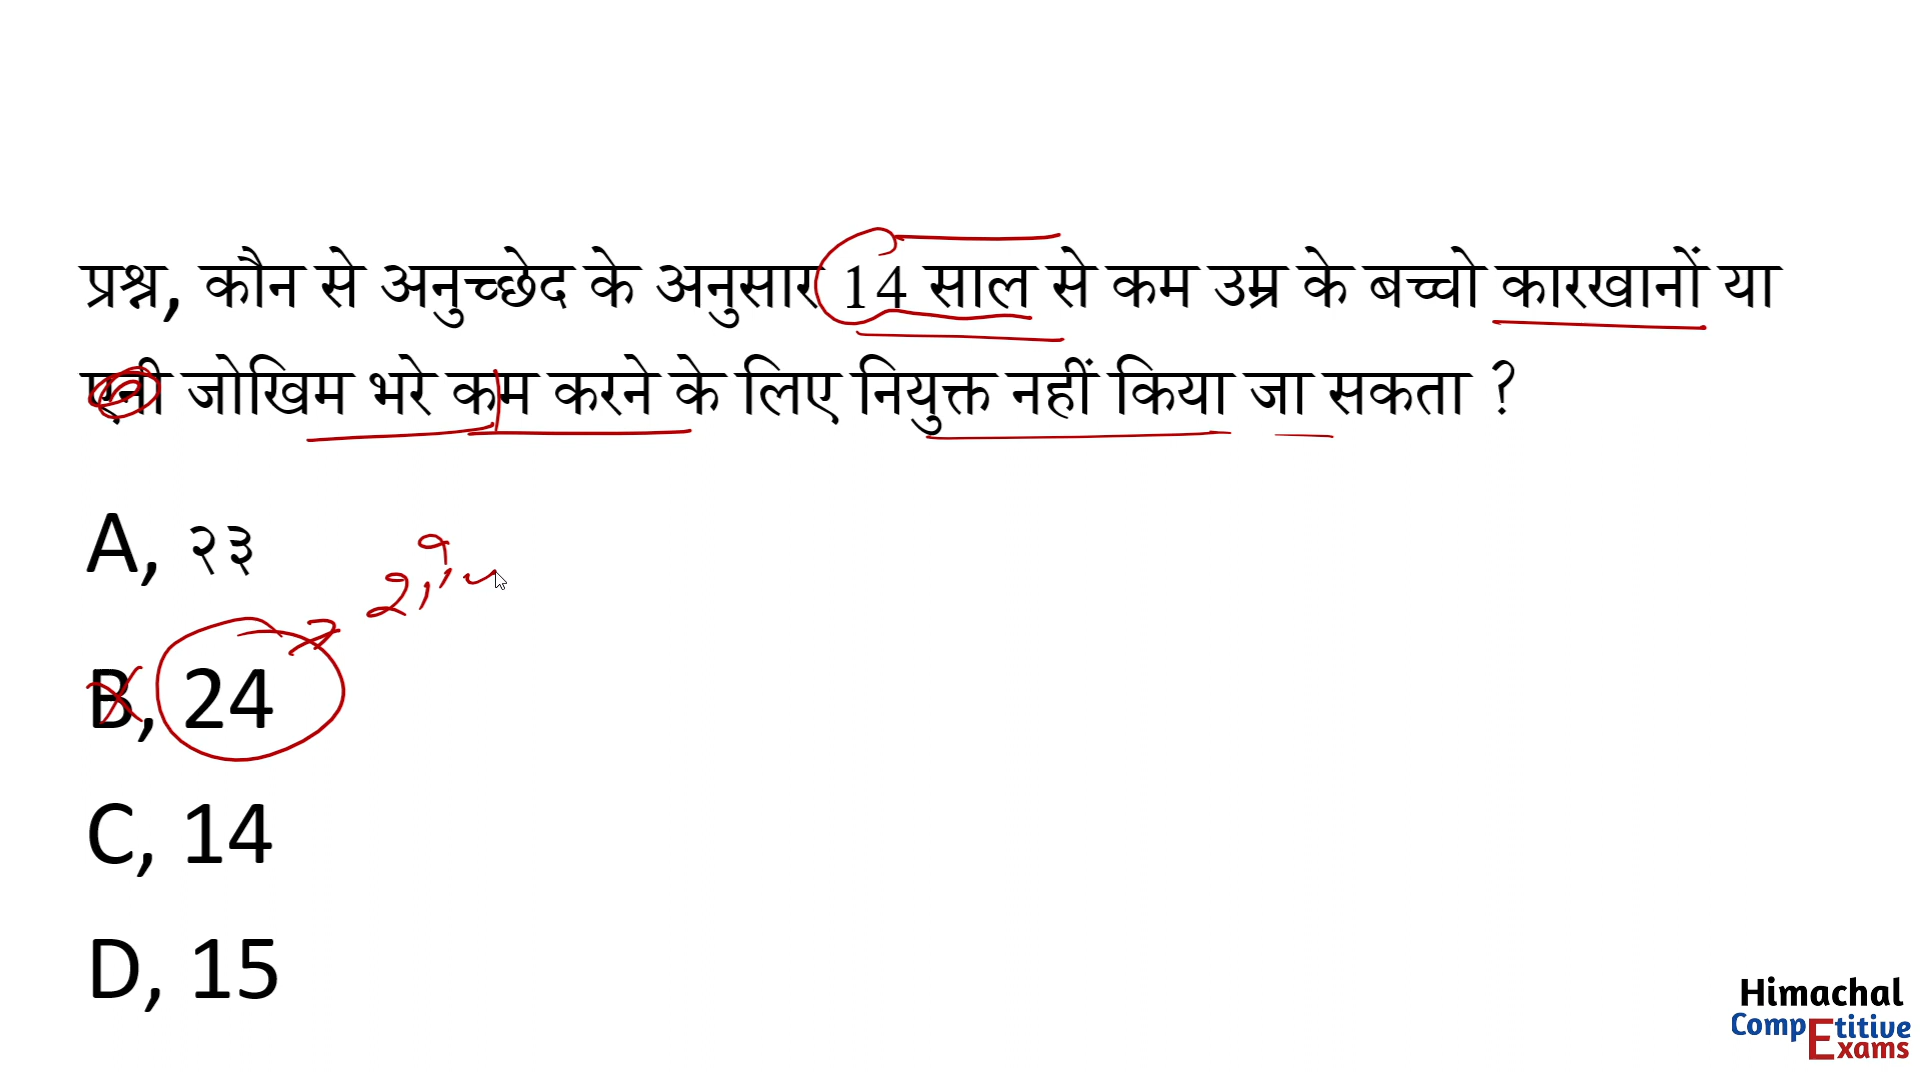 प्रश्न, कौन से अनुच्छेद के अनुसार 14 साल से कम उम्र के बच्चो कारखानों या
जोखिम भरे कम करने के लिए नियुक्त नहीं किया जा सकता ?
A, २३
B, 24
C, 14
D, 15
Himachal
CompEtitive
Exams